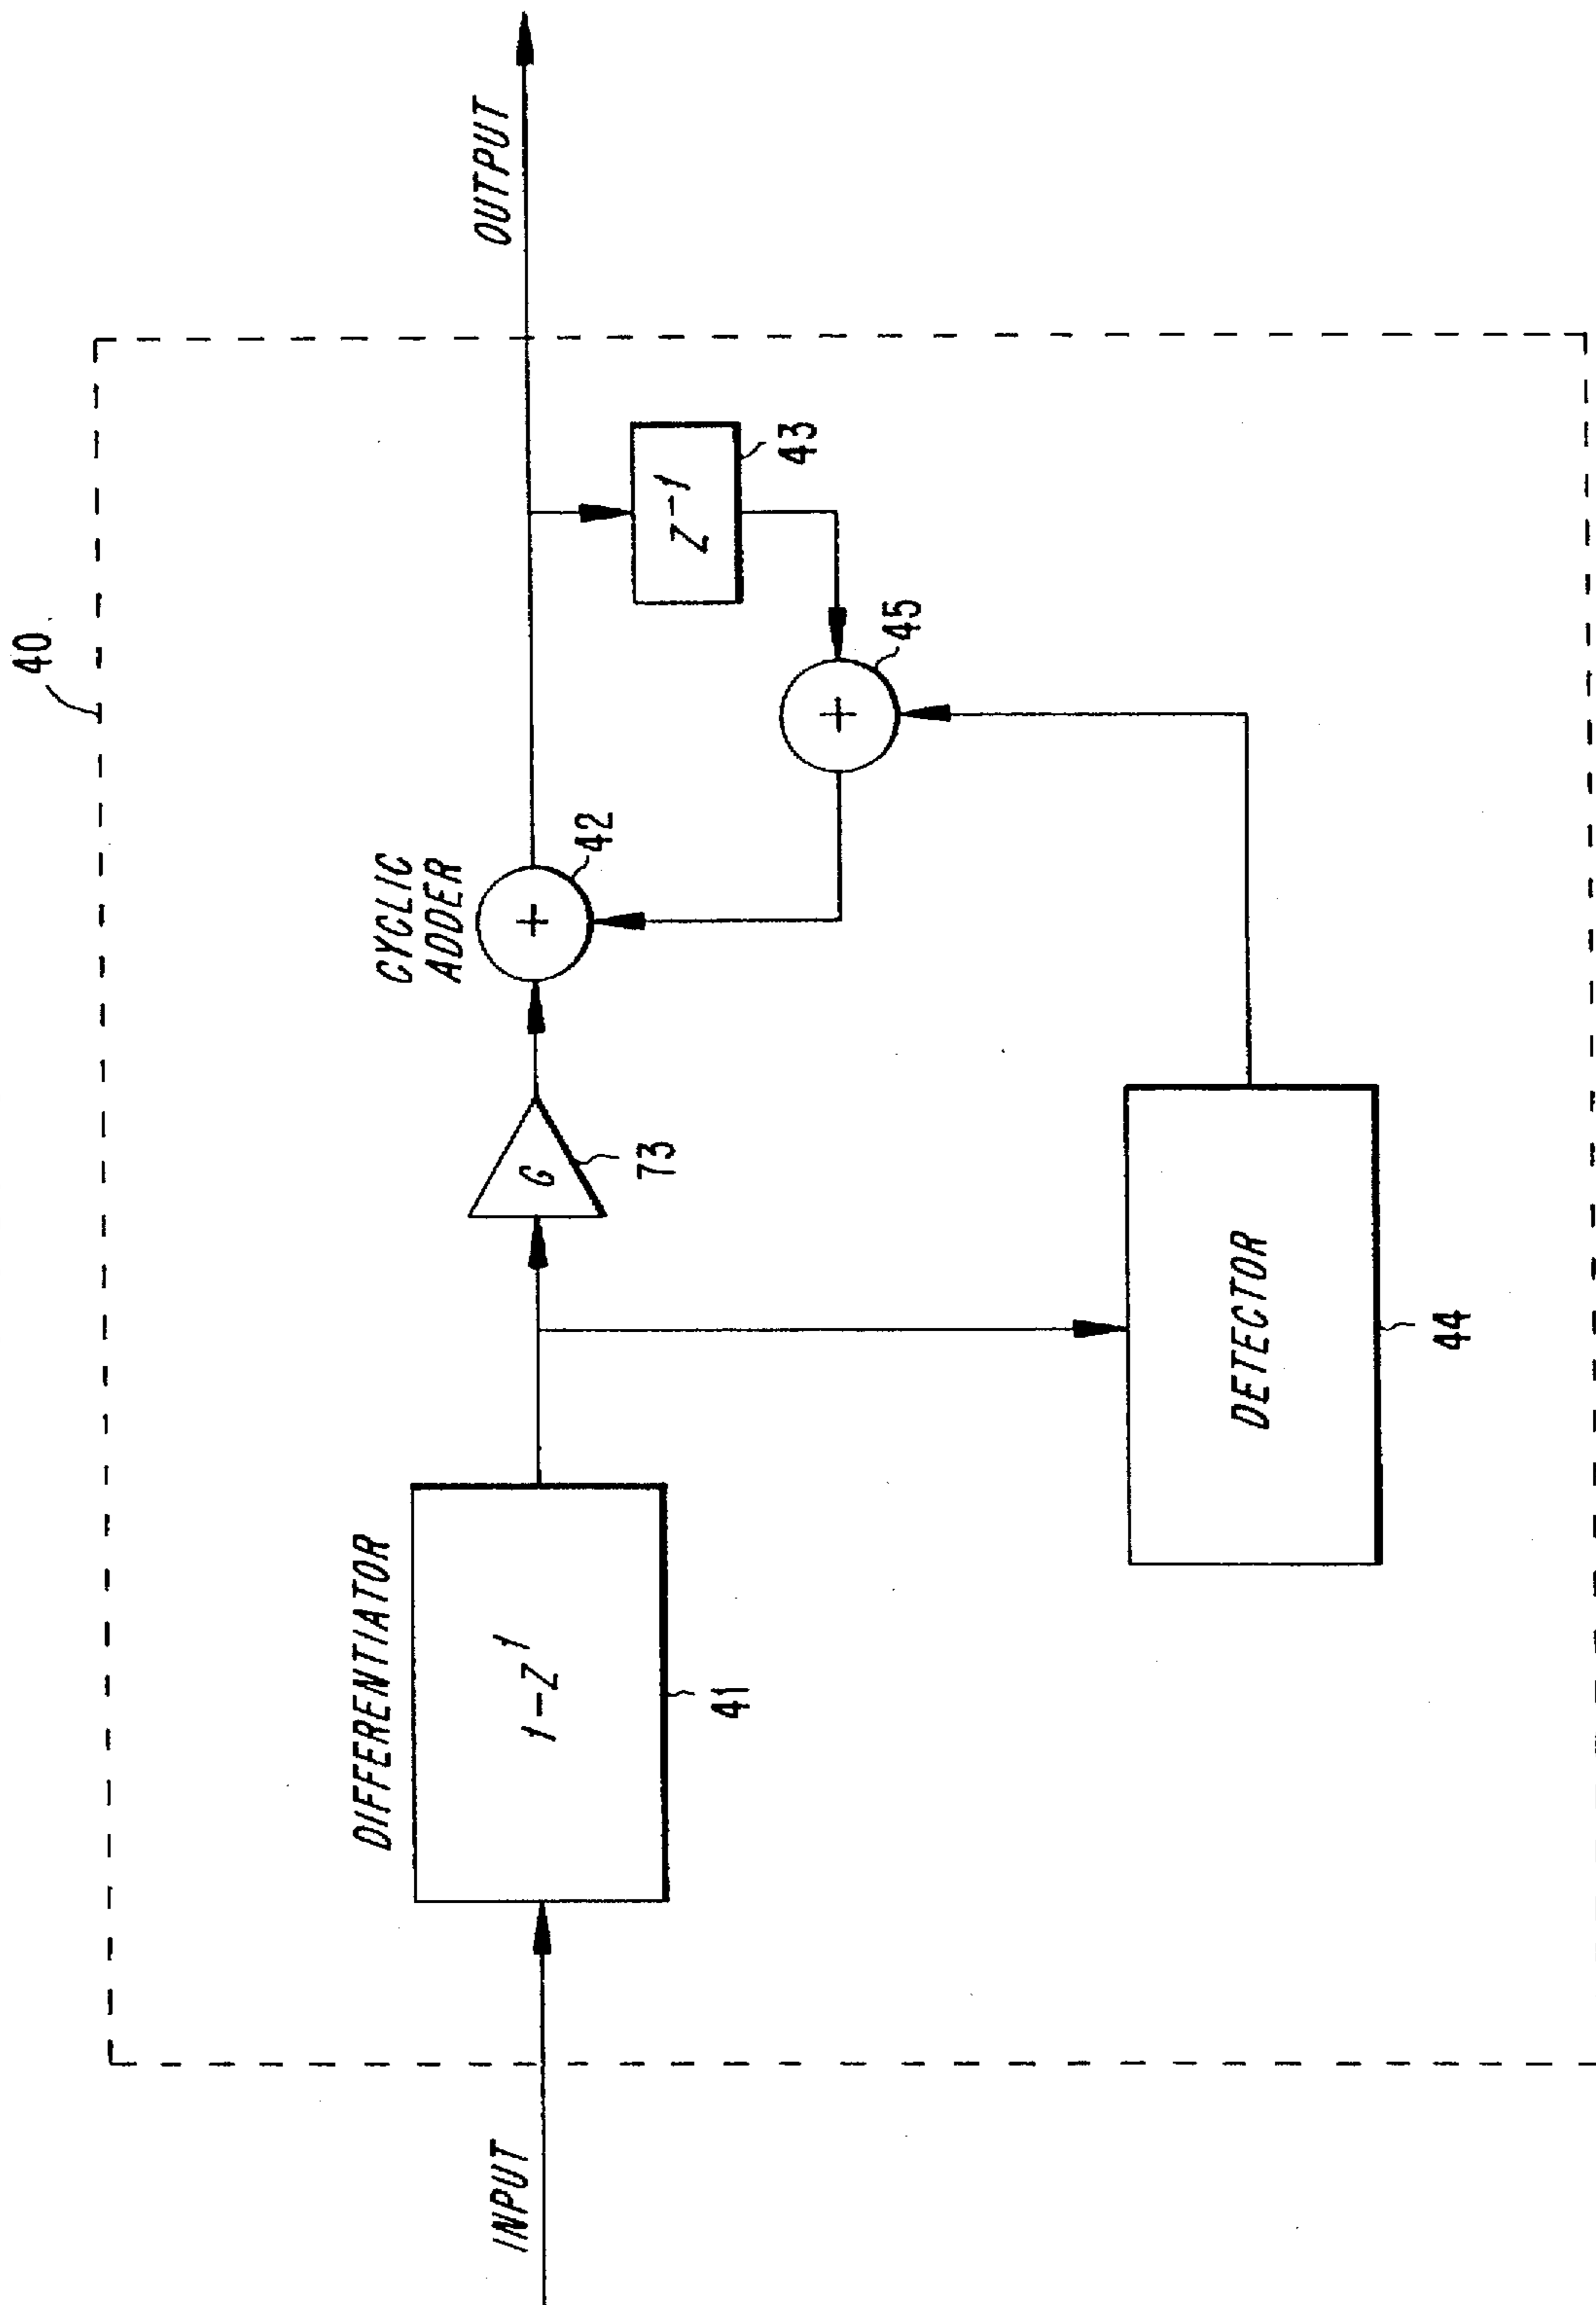 40
INPUT
DIFFERENTIATOR
1-Z¹
41
G
73
CYCLIC
ADDER
+
42
OUTPUT
Z⁻¹
43
+
45
DETECTOR
44